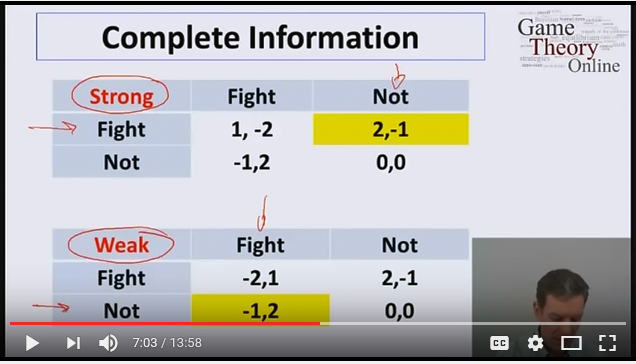 Complete Information
Game
Theory
Online
Strong Fight Not
Fight 1, -2 2,-1
Not -1,2 0,0
Weak Fight Not
Fight -2,1 2,-1
Not -1,2 0,0
7:03 / 13:58 CC